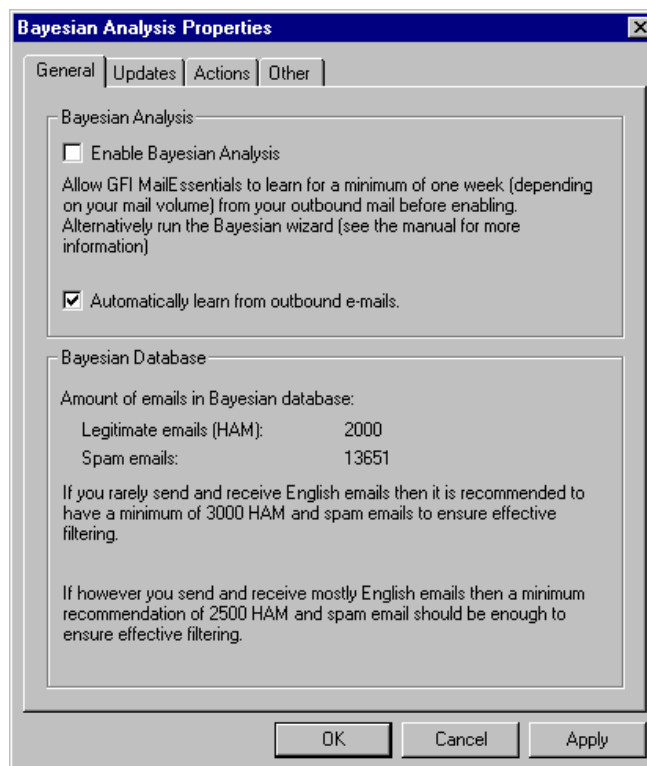 Bayesian Analysis Properties
General Updates Actions Other
Bayesian Analysis
Enable Bayesian Analysis
Allow GFI MailEssentials to learn for a minimum of one week (depending
on your mail volume) from your outbound mail before enabling.
Alternatively run the Bayesian wizard (see the manual for more
information)
Automatically learn from outbound e-mails.
Bayesian Database
Amount of emails in Bayesian database:
Legitimate emails (HAM): 2000
Spam emails: 13651
If you rarely send and receive English emails then it is recommended to
have a minimum of 3000 HAM and spam emails to ensure effective
filtering.
If however you send and receive mostly English emails then a minimum
recommendation of 2500 HAM and spam email should be enough to
ensure effective filtering.
OK Cancel Apply